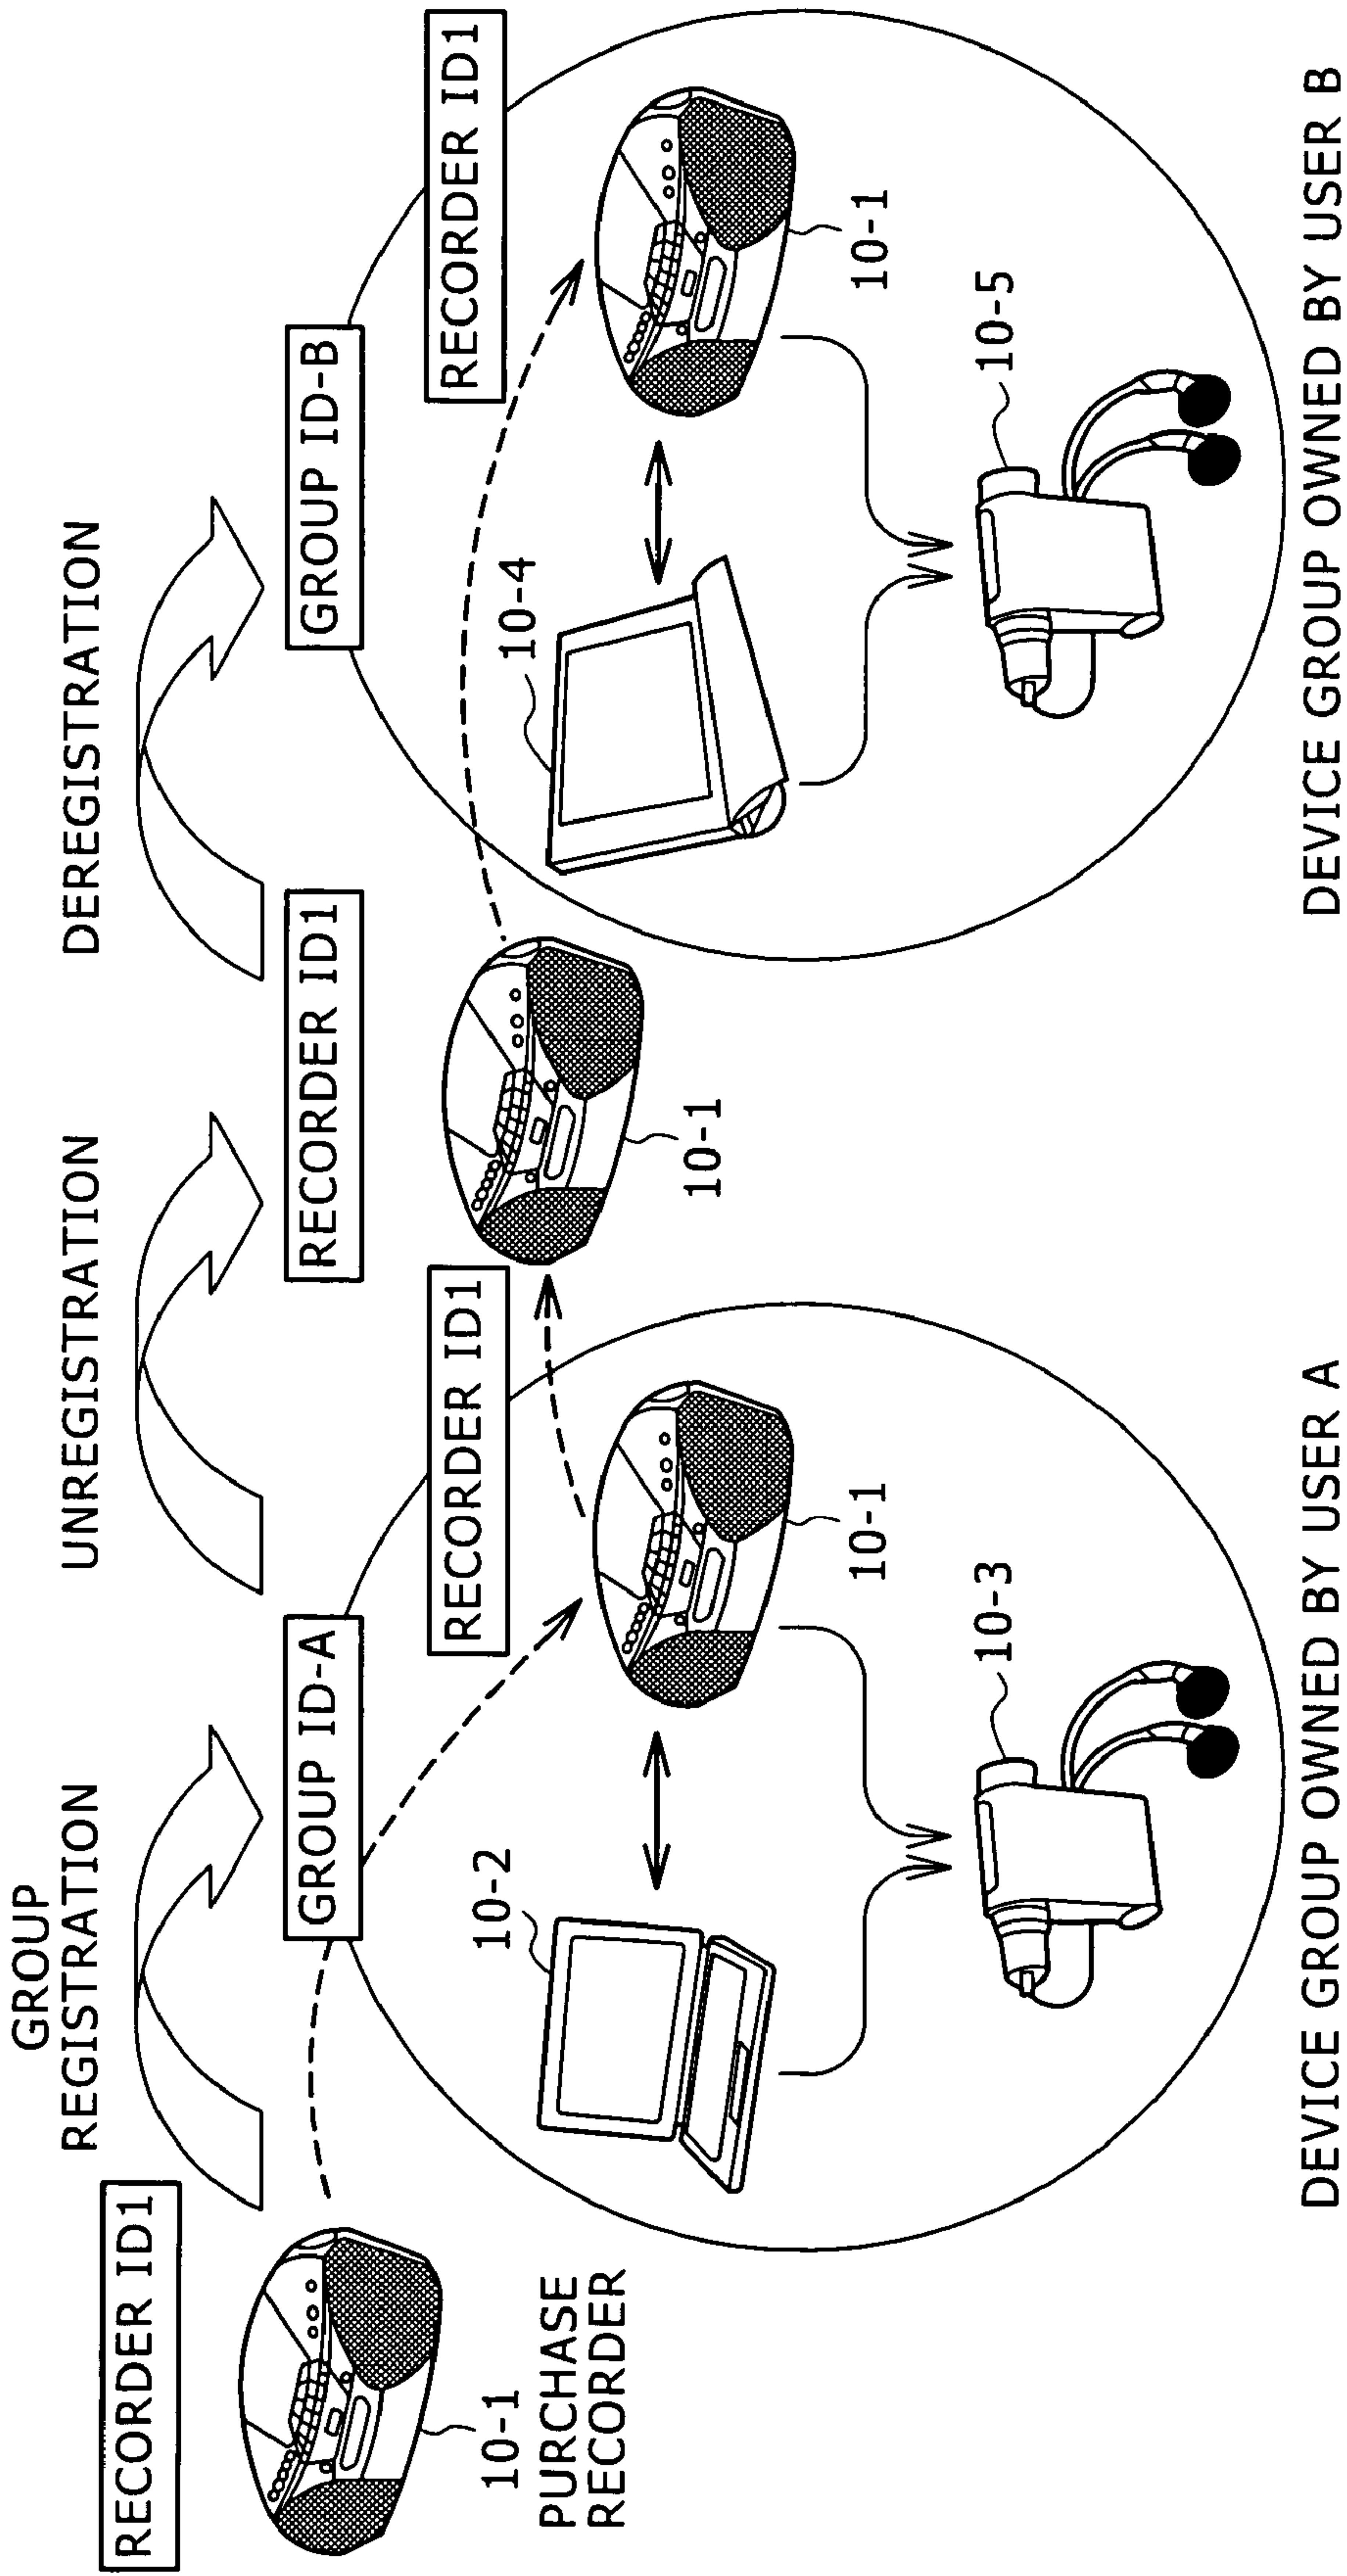 GROUP
REGISTRATION
UNREGISTRATION
DEREGISTRATION
RECORDER ID1
GROUP ID-A
RECORDER ID1
GROUP ID-B
RECORDER ID1
RECORDER ID1
10-1
PURCHASE
RECORDER
10-2
10-1
10-3
10-1
10-4
10-1
10-5
DEVICE GROUP OWNED BY USER A
DEVICE GROUP OWNED BY USER B